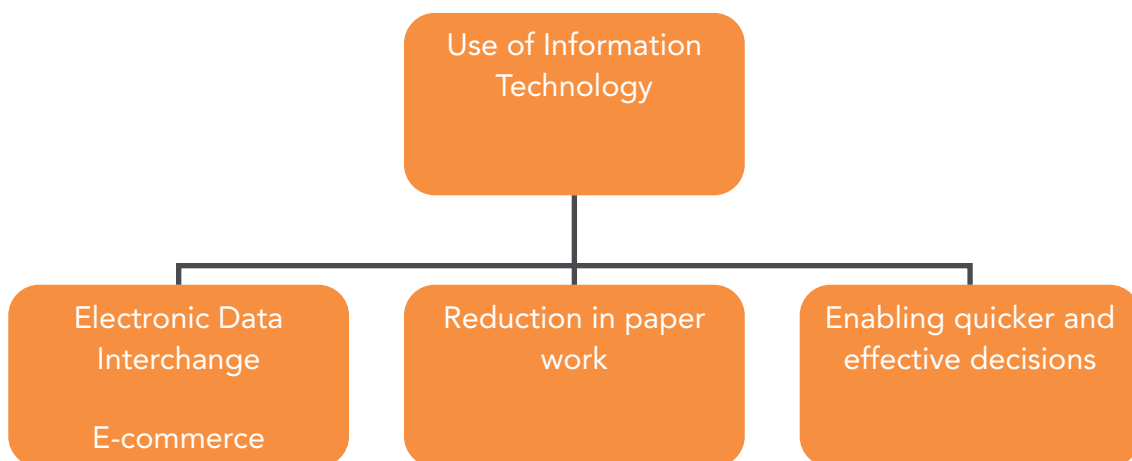 Use of Information
Technology
Electronic Data
Interchange
E-commerce
Reduction in paper
work
Enabling quicker and
effective decisions